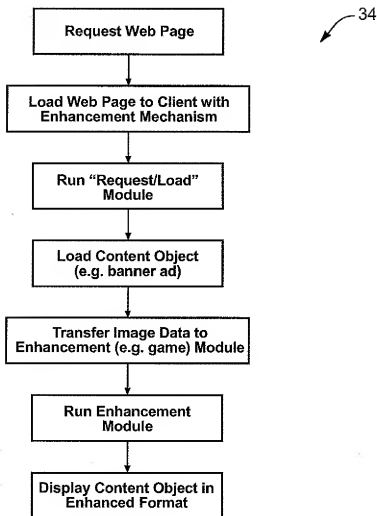 34
Request Web Page
Load Web Page to Client with
Enhancement Mechanism
Run “Request/Load”
Module
Load Content Object
(e.g. banner ad)
Transfer Image Data to
Enhancement (e.g. game) Module
Run Enhancement
Module
Display Content Object in
Enhanced Format